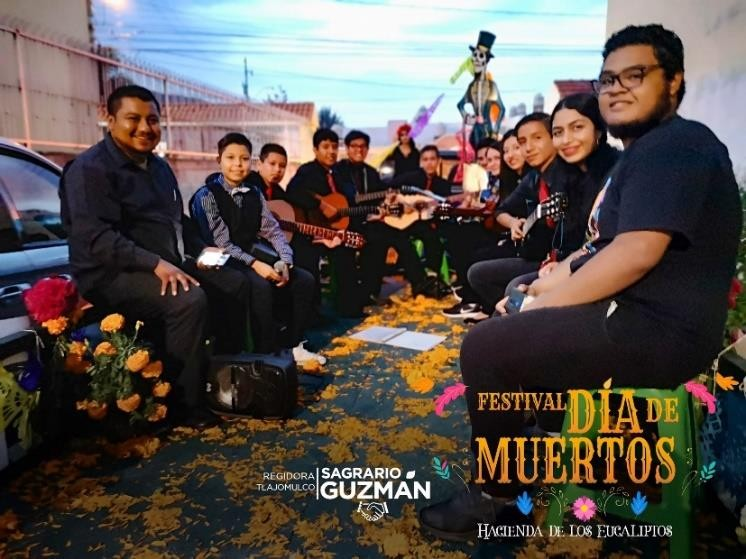 FESTIVAL DÍA DE
MUERTOS
HACIENDA DE LOS EUCALIPTOS
REGIDORA
TLAJOMULCO
SAGRARIO
GUZMÁN